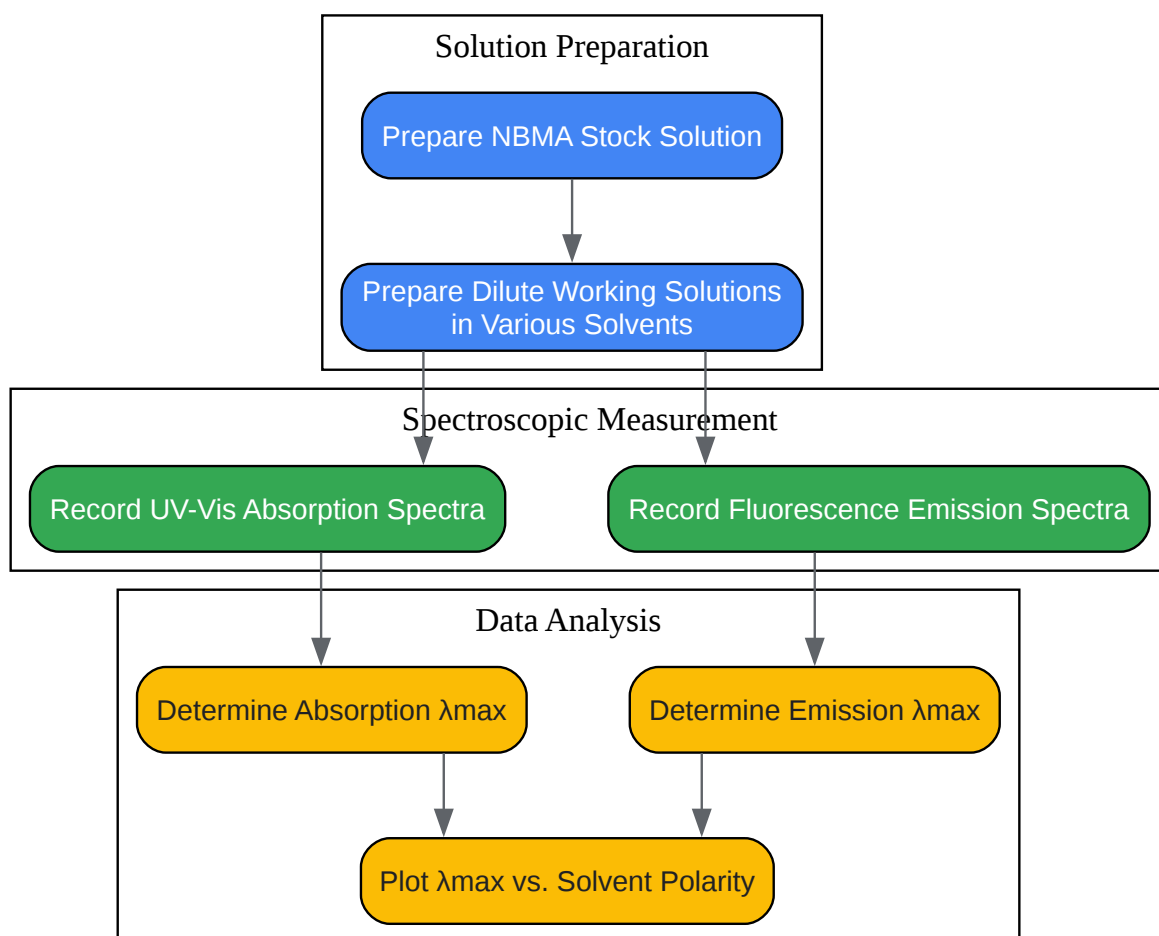 Solution Preparation
Prepare NBMA Stock Solution
Prepare Dilute Working Solutions
in Various Solvents
Spectroscopic Measurement
Record UV-Vis Absorption Spectra
Record Fluorescence Emission Spectra
Data Analysis
Determine Absorption λmax
Determine Emission λmax
Plot λmax vs. Solvent Polarity